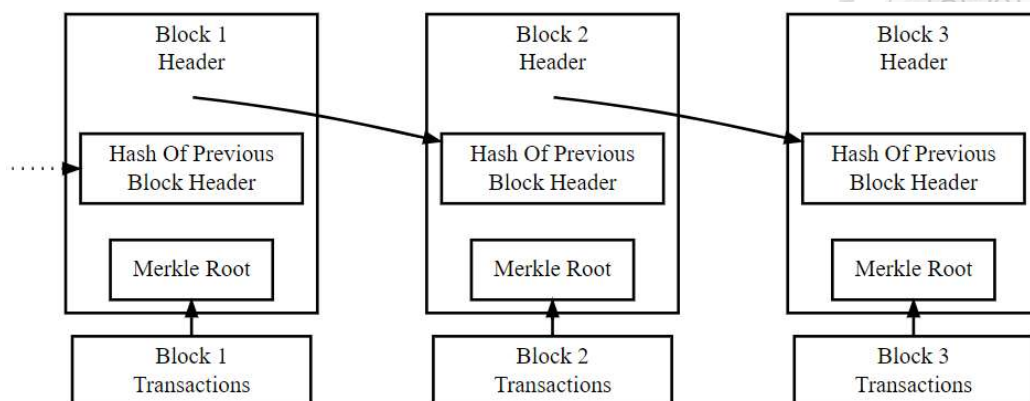 Block 1
Header
Hash Of Previous
Block Header
Merkle Root
Block 1
Transactions
Block 2
Header
Hash Of Previous
Block Header
Merkle Root
Block 2
Transactions
Block 3
Header
Hash Of Previous
Block Header
Merkle Root
Block 3
Transactions